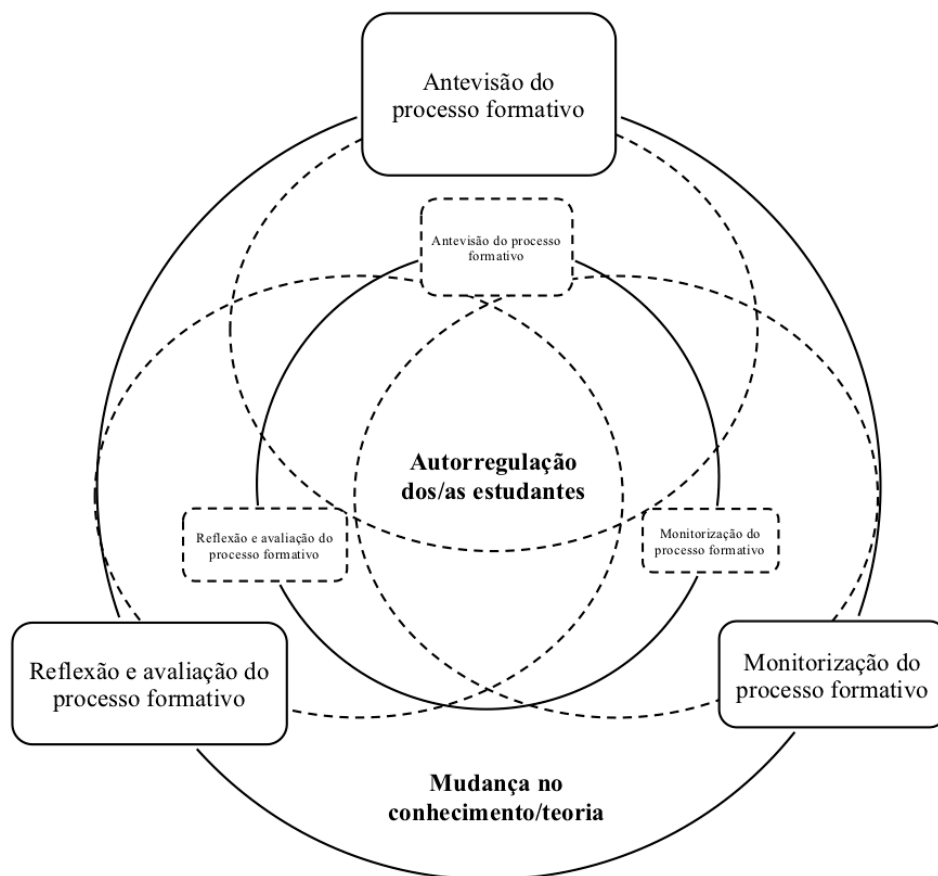 Antevisão do
processo formativo
Antevisão do processo
formativo
Autorregulação
dos/as estudantes
Reflexão e avaliação do
processo formativo
Monitorização do
processo formativo
Reflexão e avaliação do
processo formativo
Monitorização do
processo formativo
Mudança no
conhecimento/teoria